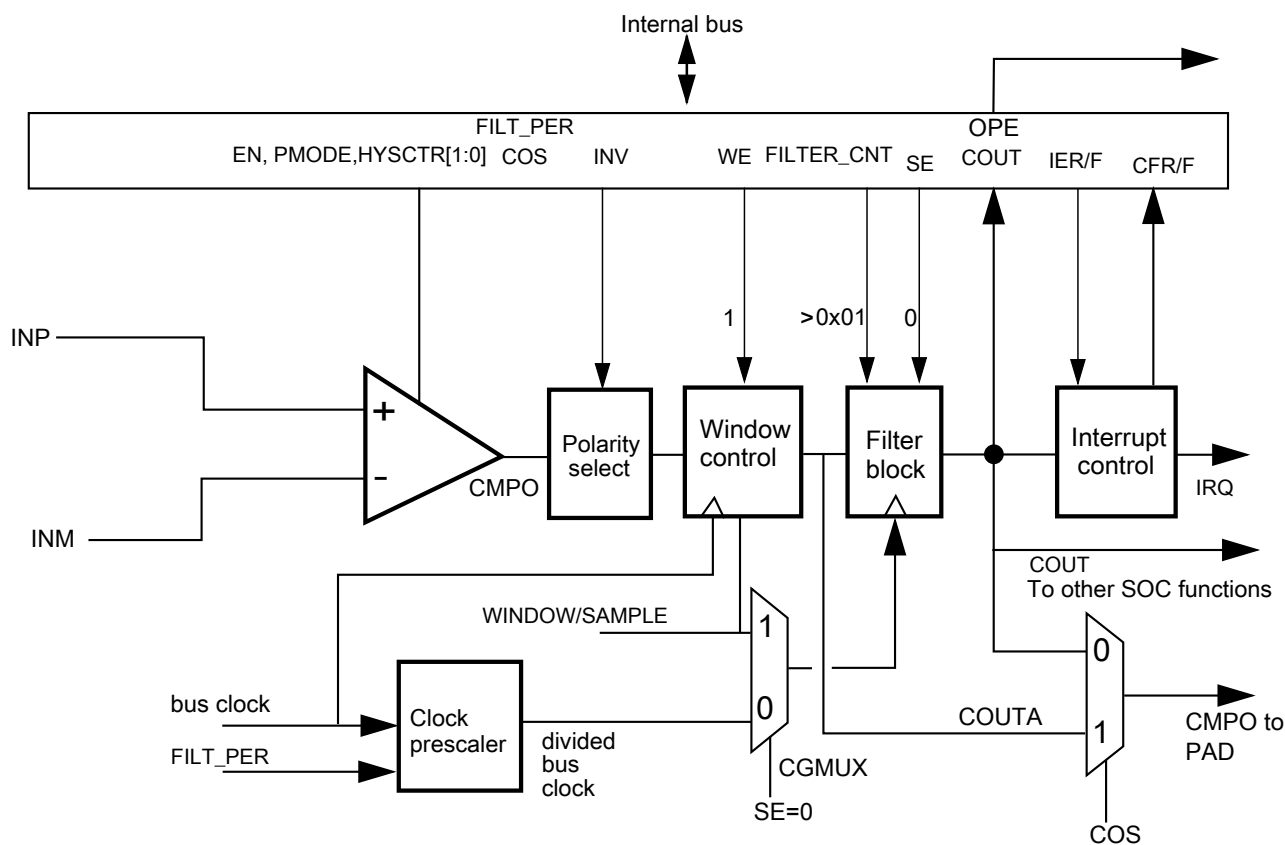 Internal bus
FILT_PER
OPE
EN, PMODE,HYSCTR[1:0]
COS
INV
WE
FILTER_CNT
SE
COUT
IER/F
CFR/F
1
>0x01
0
INP
+
-
INM
CMPO
Polarity
select
Window
control
Filter
block
Interrupt
control
IRQ
COUT
To other SOC functions
WINDOW/SAMPLE
1
0
CGMUX
SE=0
bus clock
FILT_PER
Clock
prescaler
divided
bus
clock
COUTA
0
1
CMPO to
PAD
COS